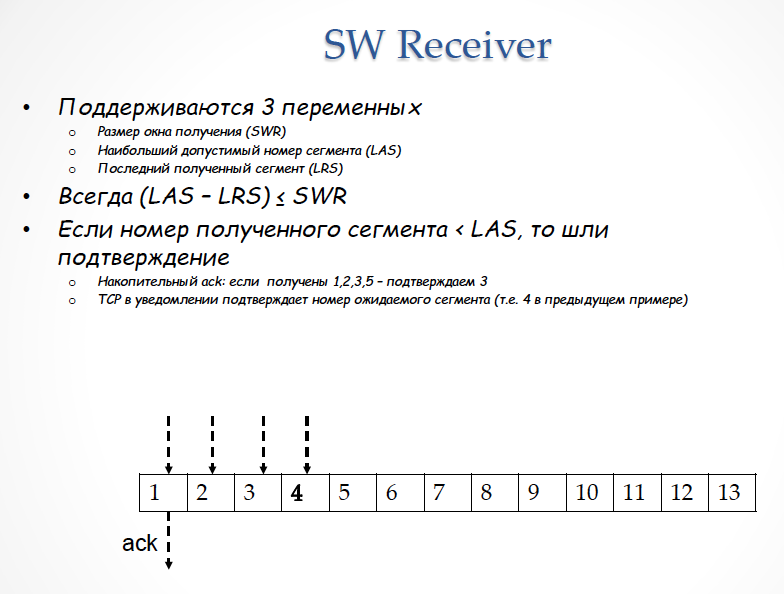 SW Receiver
• Поддерживаются 3 переменных
o Размер окна получения (SWR)
o Наибольший допустимый номер сегмента (LAS)
o Последний полученный сегмент (LRS)
• Всегда (LAS – LRS) ≤ SWR
• Если номер полученного сегмента < LAS, то шли
подтверждение
o Накопительный ack: если получены 1,2,3,5 – подтверждаем 3
o TCP в уведомлении подтверждает номер ожидаемого сегмента (т.е. 4 в предыдущем примере)
1 2 3 4 5 6 7 8 9 10 11 12 13
ack